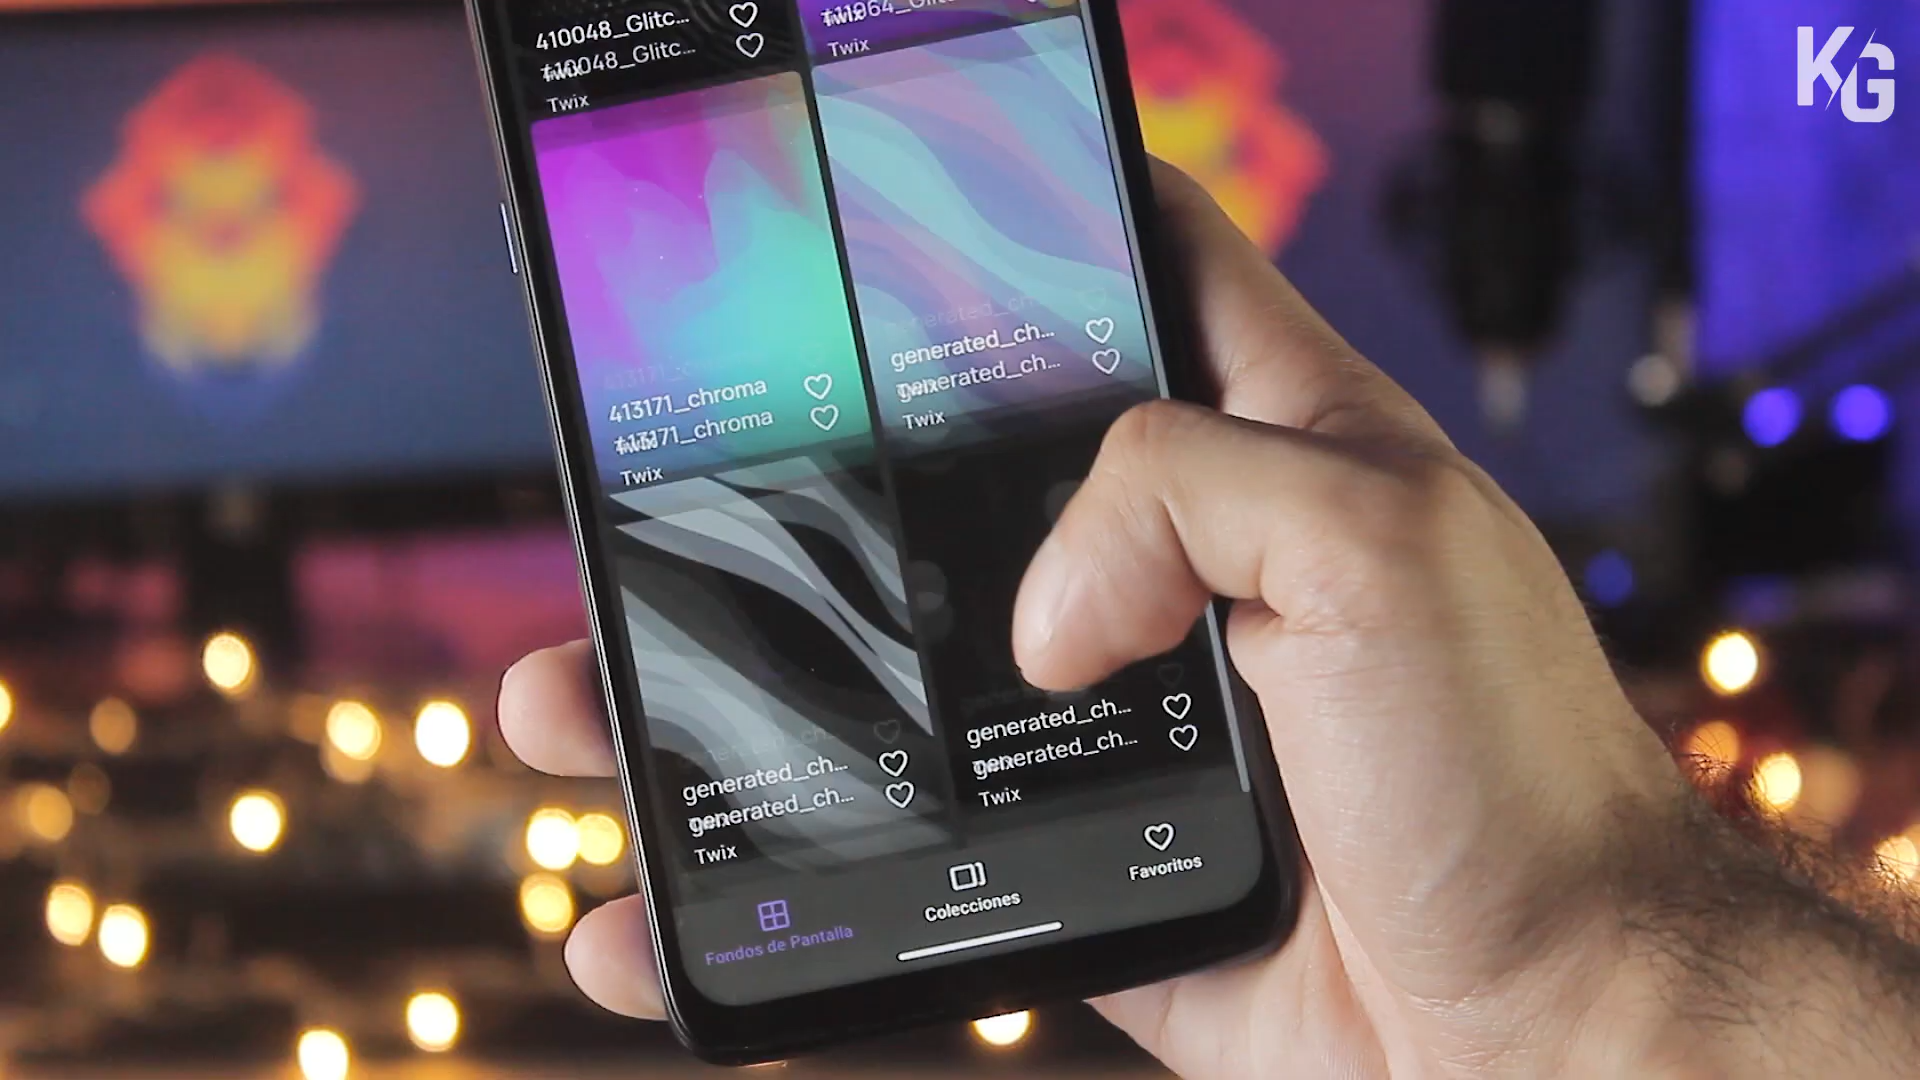 KG
410048_Glitc...
410048_Glitc...
Twix
Twix
Twix
413171_chroma
413171_chroma
Twix
generated_ch...
generated_ch...
Twix
generated_ch...
generated_ch...
Twix
generated_ch...
generated_ch...
Twix
Fondos de Pantalla
Colecciones
Favoritos